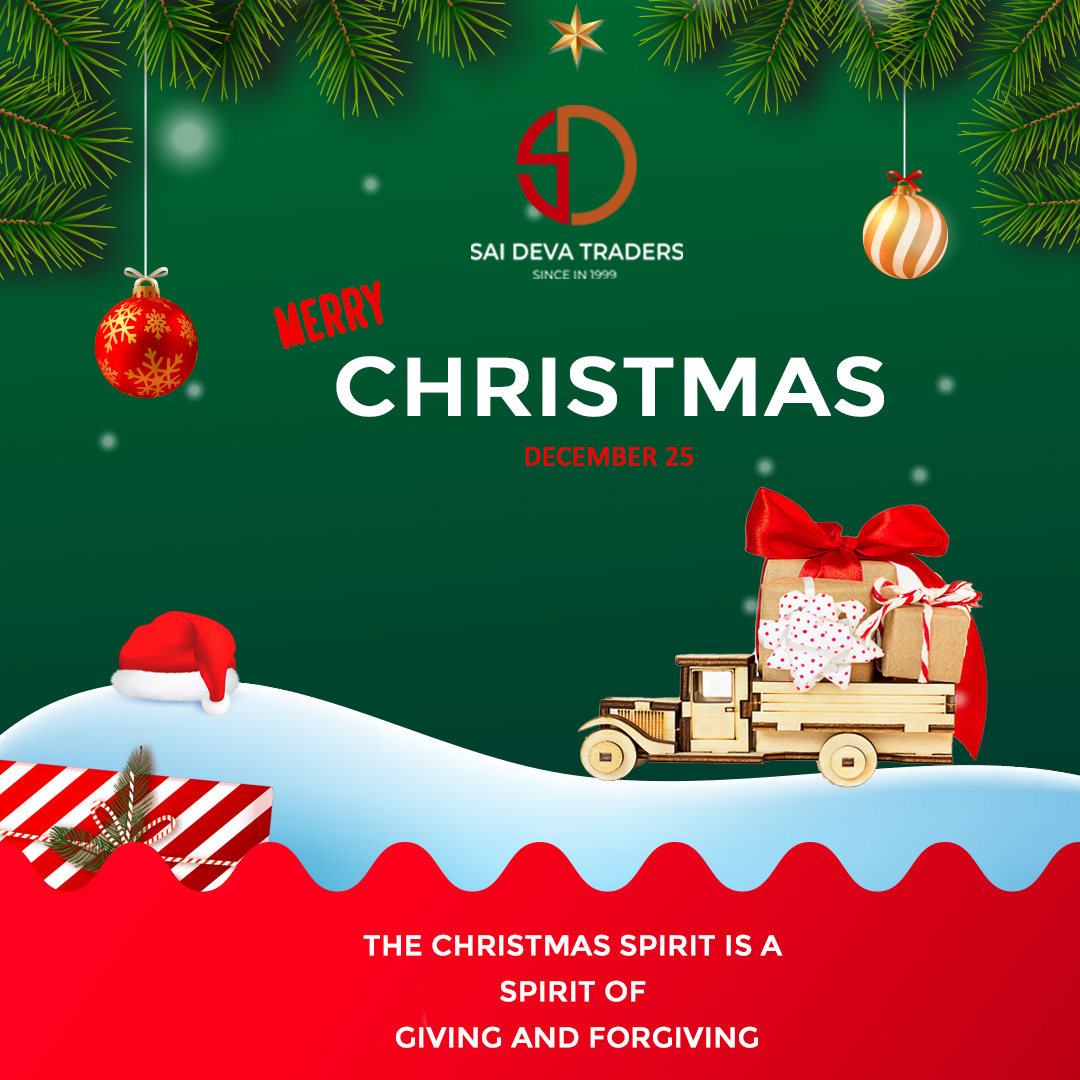 SAI DEVA TRADERS
SINCE IN 1999
MERRY
CHRISTMAS
DECEMBER 25
THE CHRISTMAS SPIRIT IS A
SPIRIT OF
GIVING AND FORGIVING